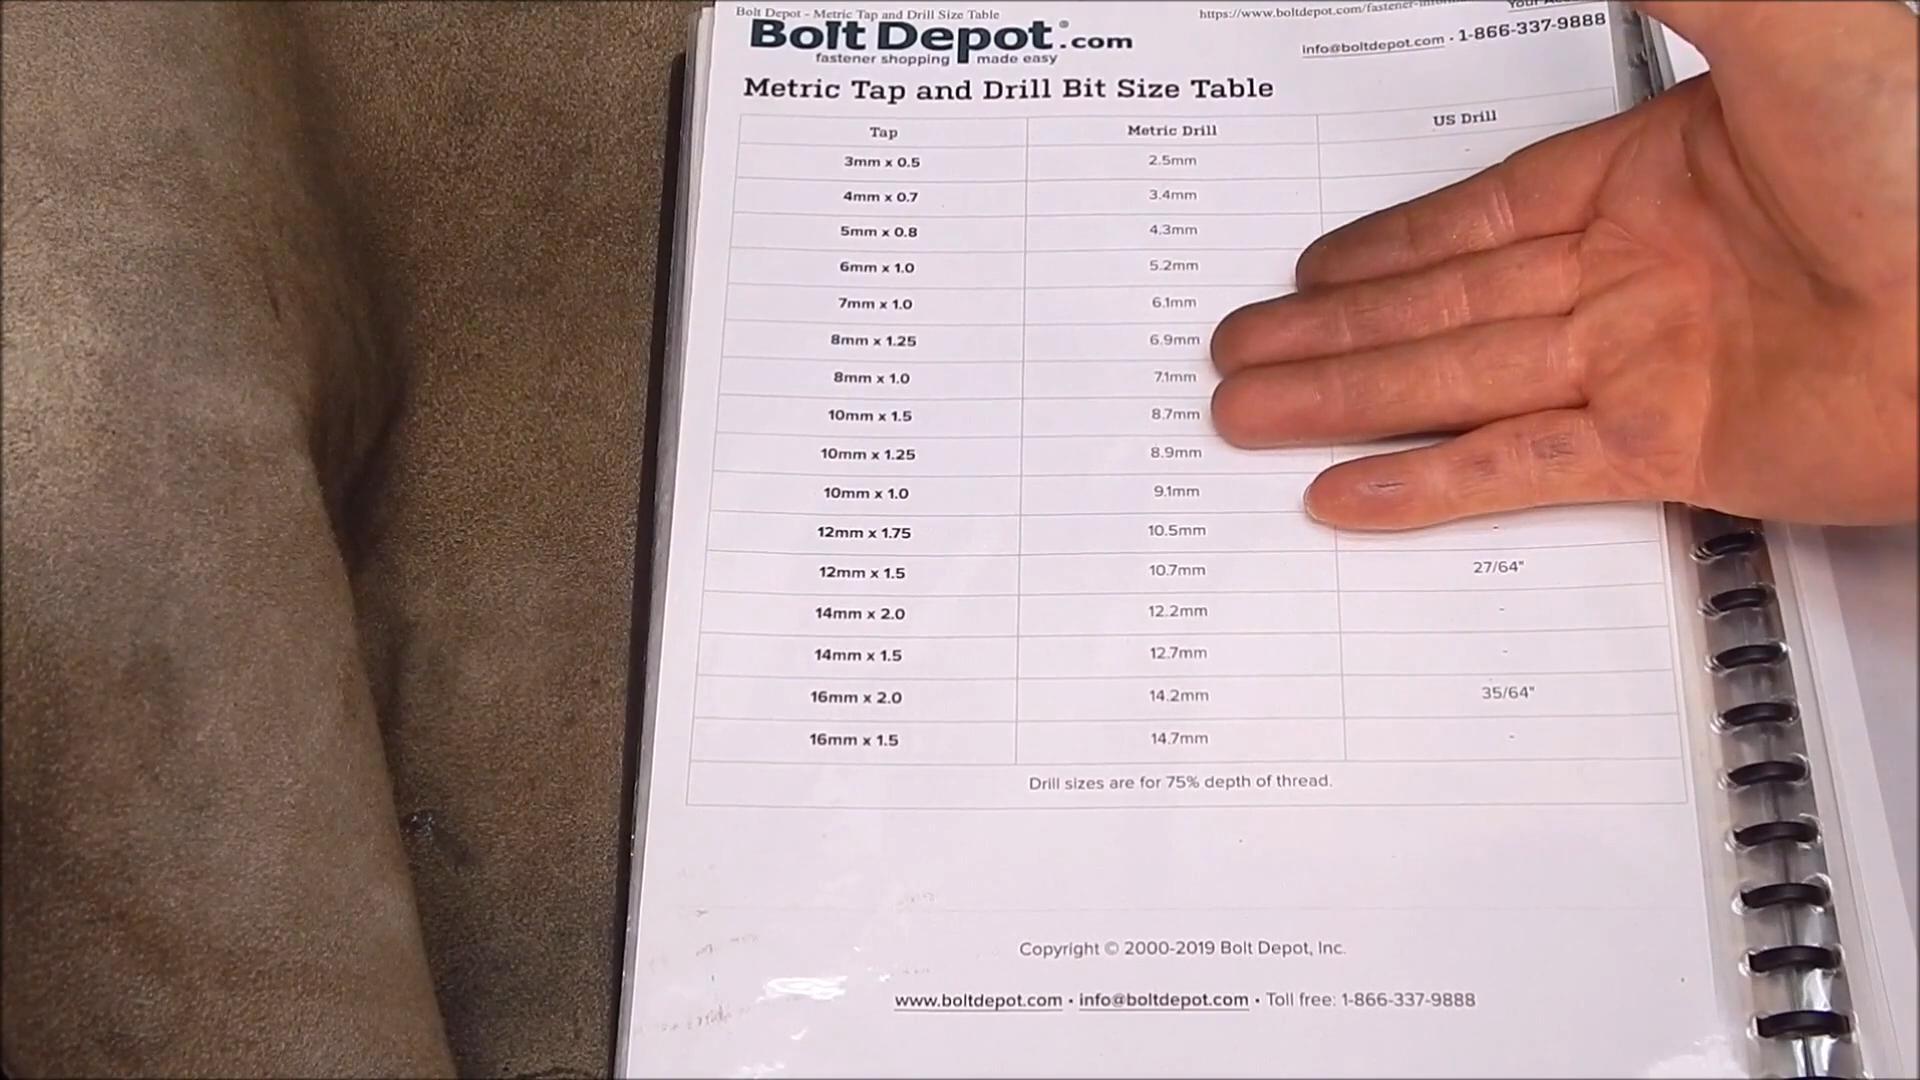 Bolt Depot - Metric Tap and Drill Size Table
https://www.boltdepot.com/fastener-
Bolt Depot®.com
fastener shopping made easy
info@boltdepot.com · 1-866-337-9888
Metric Tap and Drill Bit Size Table
Tap Metric Drill US Drill
3mm x 0.5 2.5mm -
4mm x 0.7 3.4mm
5mm x 0.8 4.3mm
6mm x 1.0 5.2mm
7mm x 1.0 6.1mm
8mm x 1.25 6.9mm
8mm x 1.0 7.1mm
10mm x 1.5 8.7mm
10mm x 1.25 8.9mm
10mm x 1.0 9.1mm
12mm x 1.75 10.5mm -
12mm x 1.5 10.7mm 27/64"
14mm x 2.0 12.2mm -
14mm x 1.5 12.7mm -
16mm x 2.0 14.2mm 35/64"
16mm x 1.5 14.7mm -
Drill sizes are for 75% depth of thread.
Copyright © 2000-2019 Bolt Depot, Inc.
www.boltdepot.com · info@boltdepot.com · Toll free: 1-866-337-9888